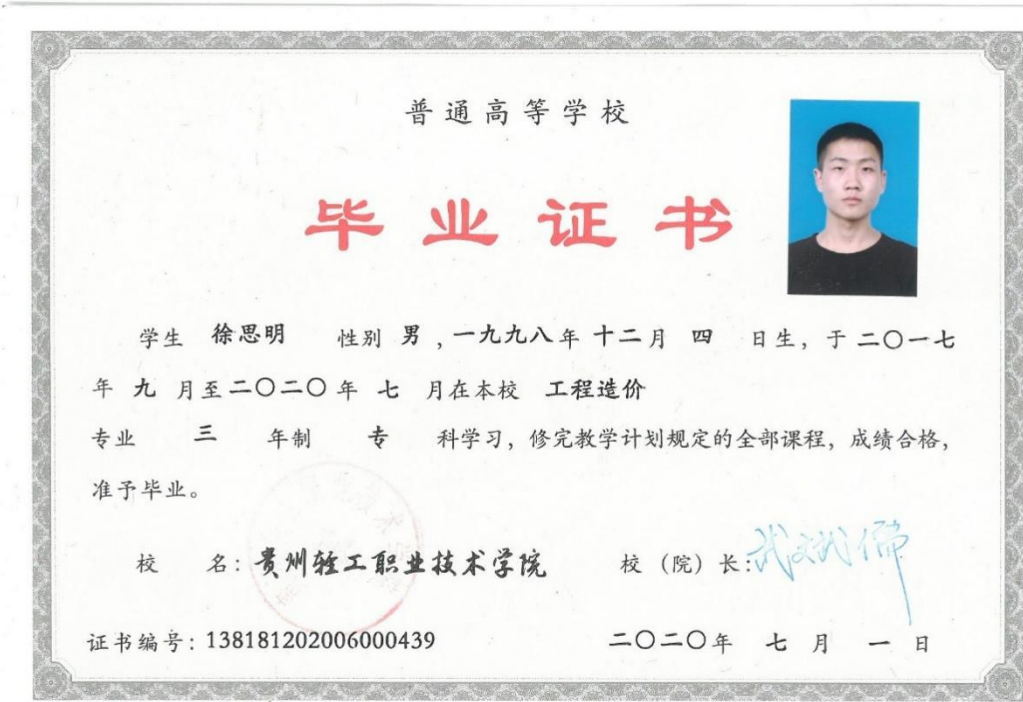 普通高等学校
毕业证书
学生 徐思明 性别 男 ,一九九八年 十二月 四 日生，于二〇一七
年 九 月至二〇二〇年 七 月在本校 工程造价
专业 三 年制 专 科学习，修完教学计划规定的全部课程，成绩合格，
准予毕业。
校 名：贵州轻工职业技术学院 校（院）长：
证书编号：138181202006000439 二〇二〇年 七 月 一 日